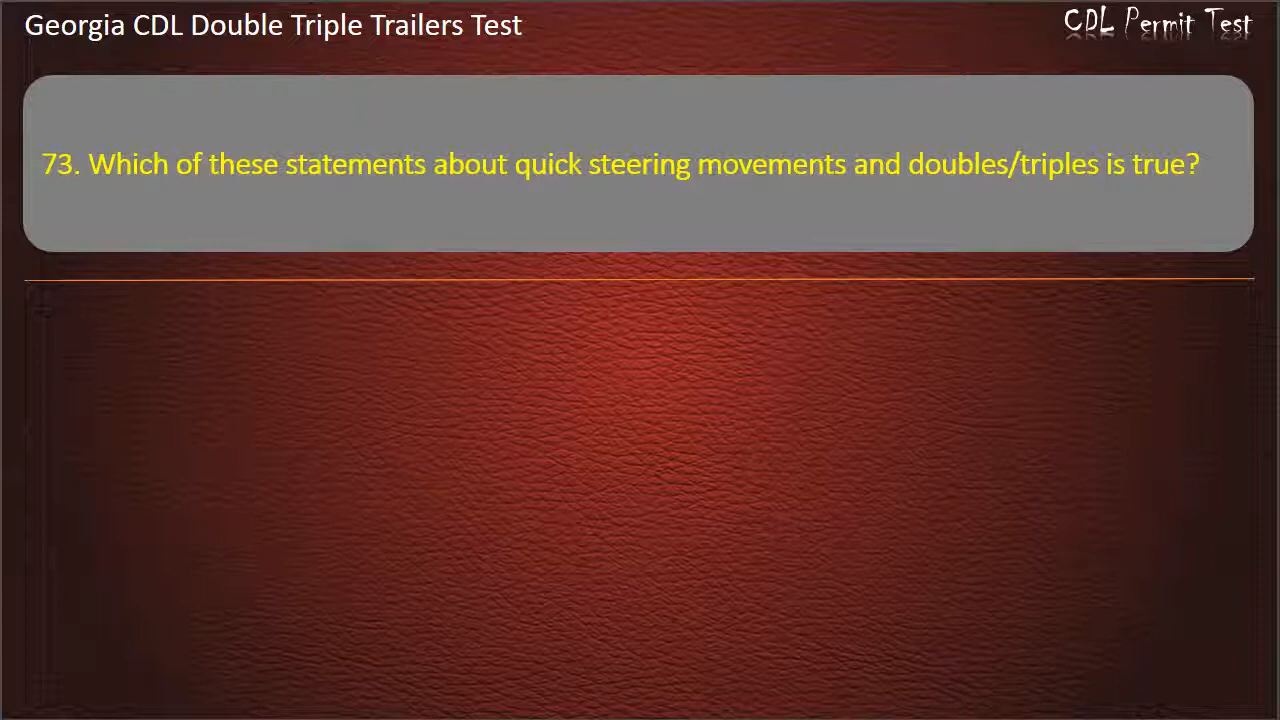 Georgia CDL Double Triple Trailers Test
CDL Permit Test
73. Which of these statements about quick steering movements and doubles/triples is true?